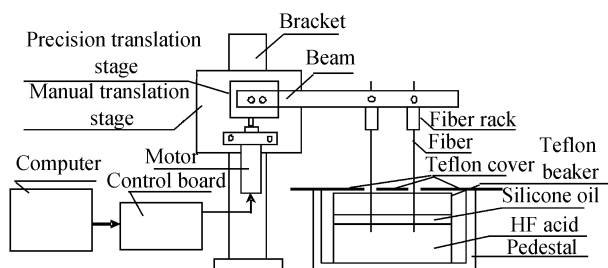 Bracket
Precision translation
stage
Beam
Manual translation
stage
Fiber rack
Fiber
Teflon
beaker
Teflon cover
Motor
Computer
Control board
Silicone oil
HF acid
Pedestal